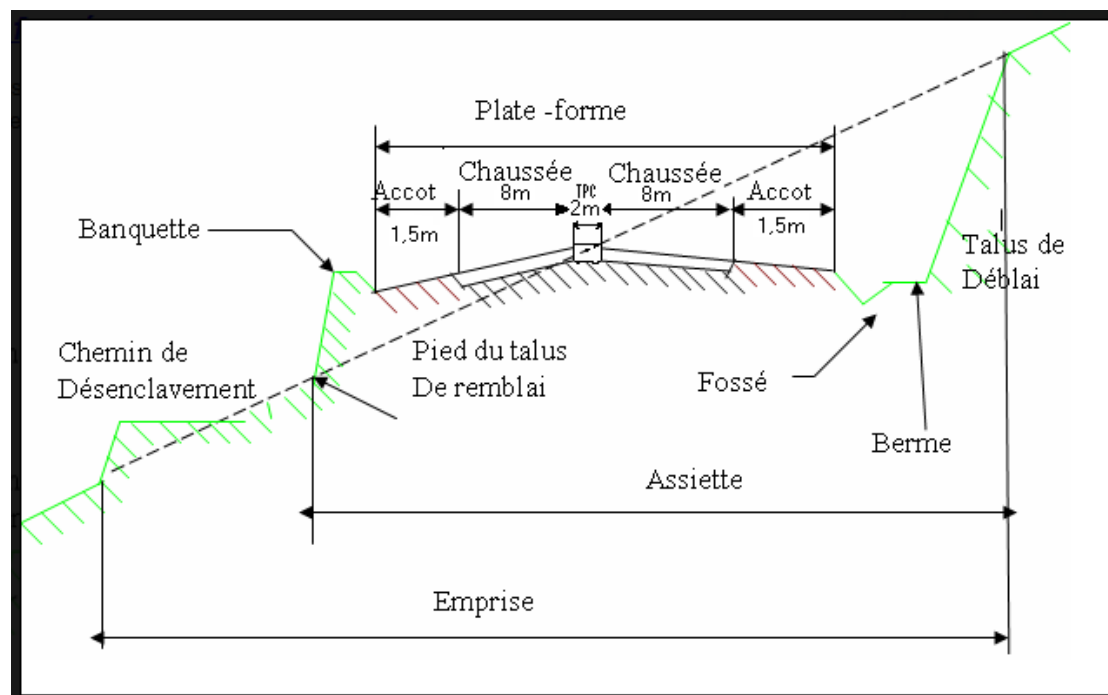 Plate -forme
Chaussée
Chaussée
Accot
8m
TPC
8m
Accot
2m
1,5m
1,5m
Banquette
Talus de
Déblai
Chemin de
Désenclavement
Pied du talus
De remblai
Fossé
Berme
Assiette
Emprise